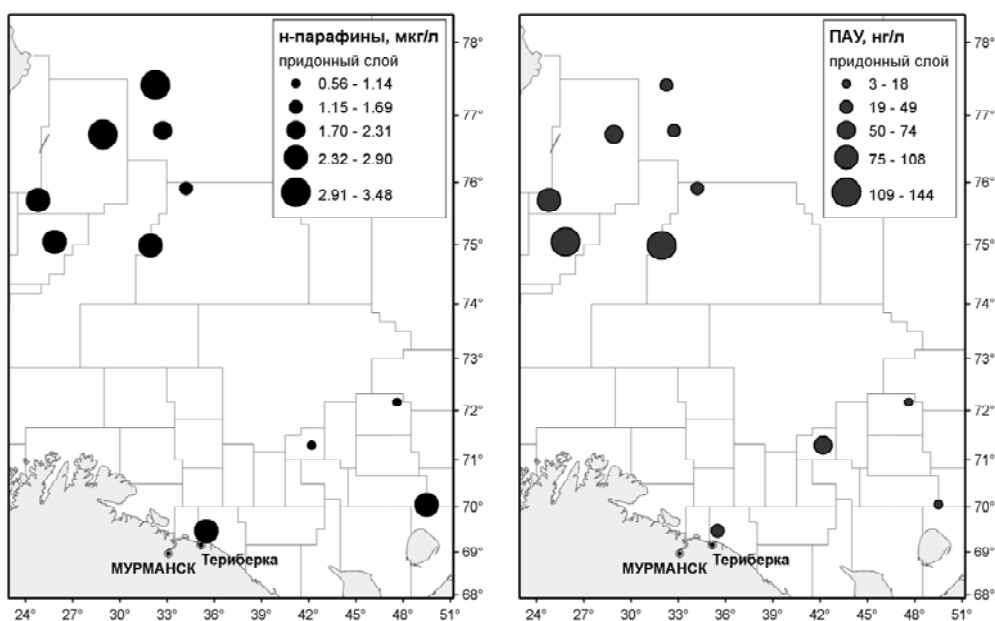 н-парафины, мкг/л
придонный слой
0.56 - 1.14
1.15 - 1.69
1.70 - 2.31
2.32 - 2.90
2.91 - 3.48
78°
77°
76°
75°
74°
73°
72°
71°
70°
69°
68°
Териберка
МУРМАНСК
24° 27° 30° 33° 36° 39° 42° 45° 48° 51°
ПАУ, нг/л
придонный слой
3 - 18
19 - 49
50 - 74
75 - 108
109 - 144
78°
77°
76°
75°
74°
73°
72°
71°
70°
69°
68°
Териберка
МУРМАНСК
24° 27° 30° 33° 36° 39° 42° 45° 48° 51°